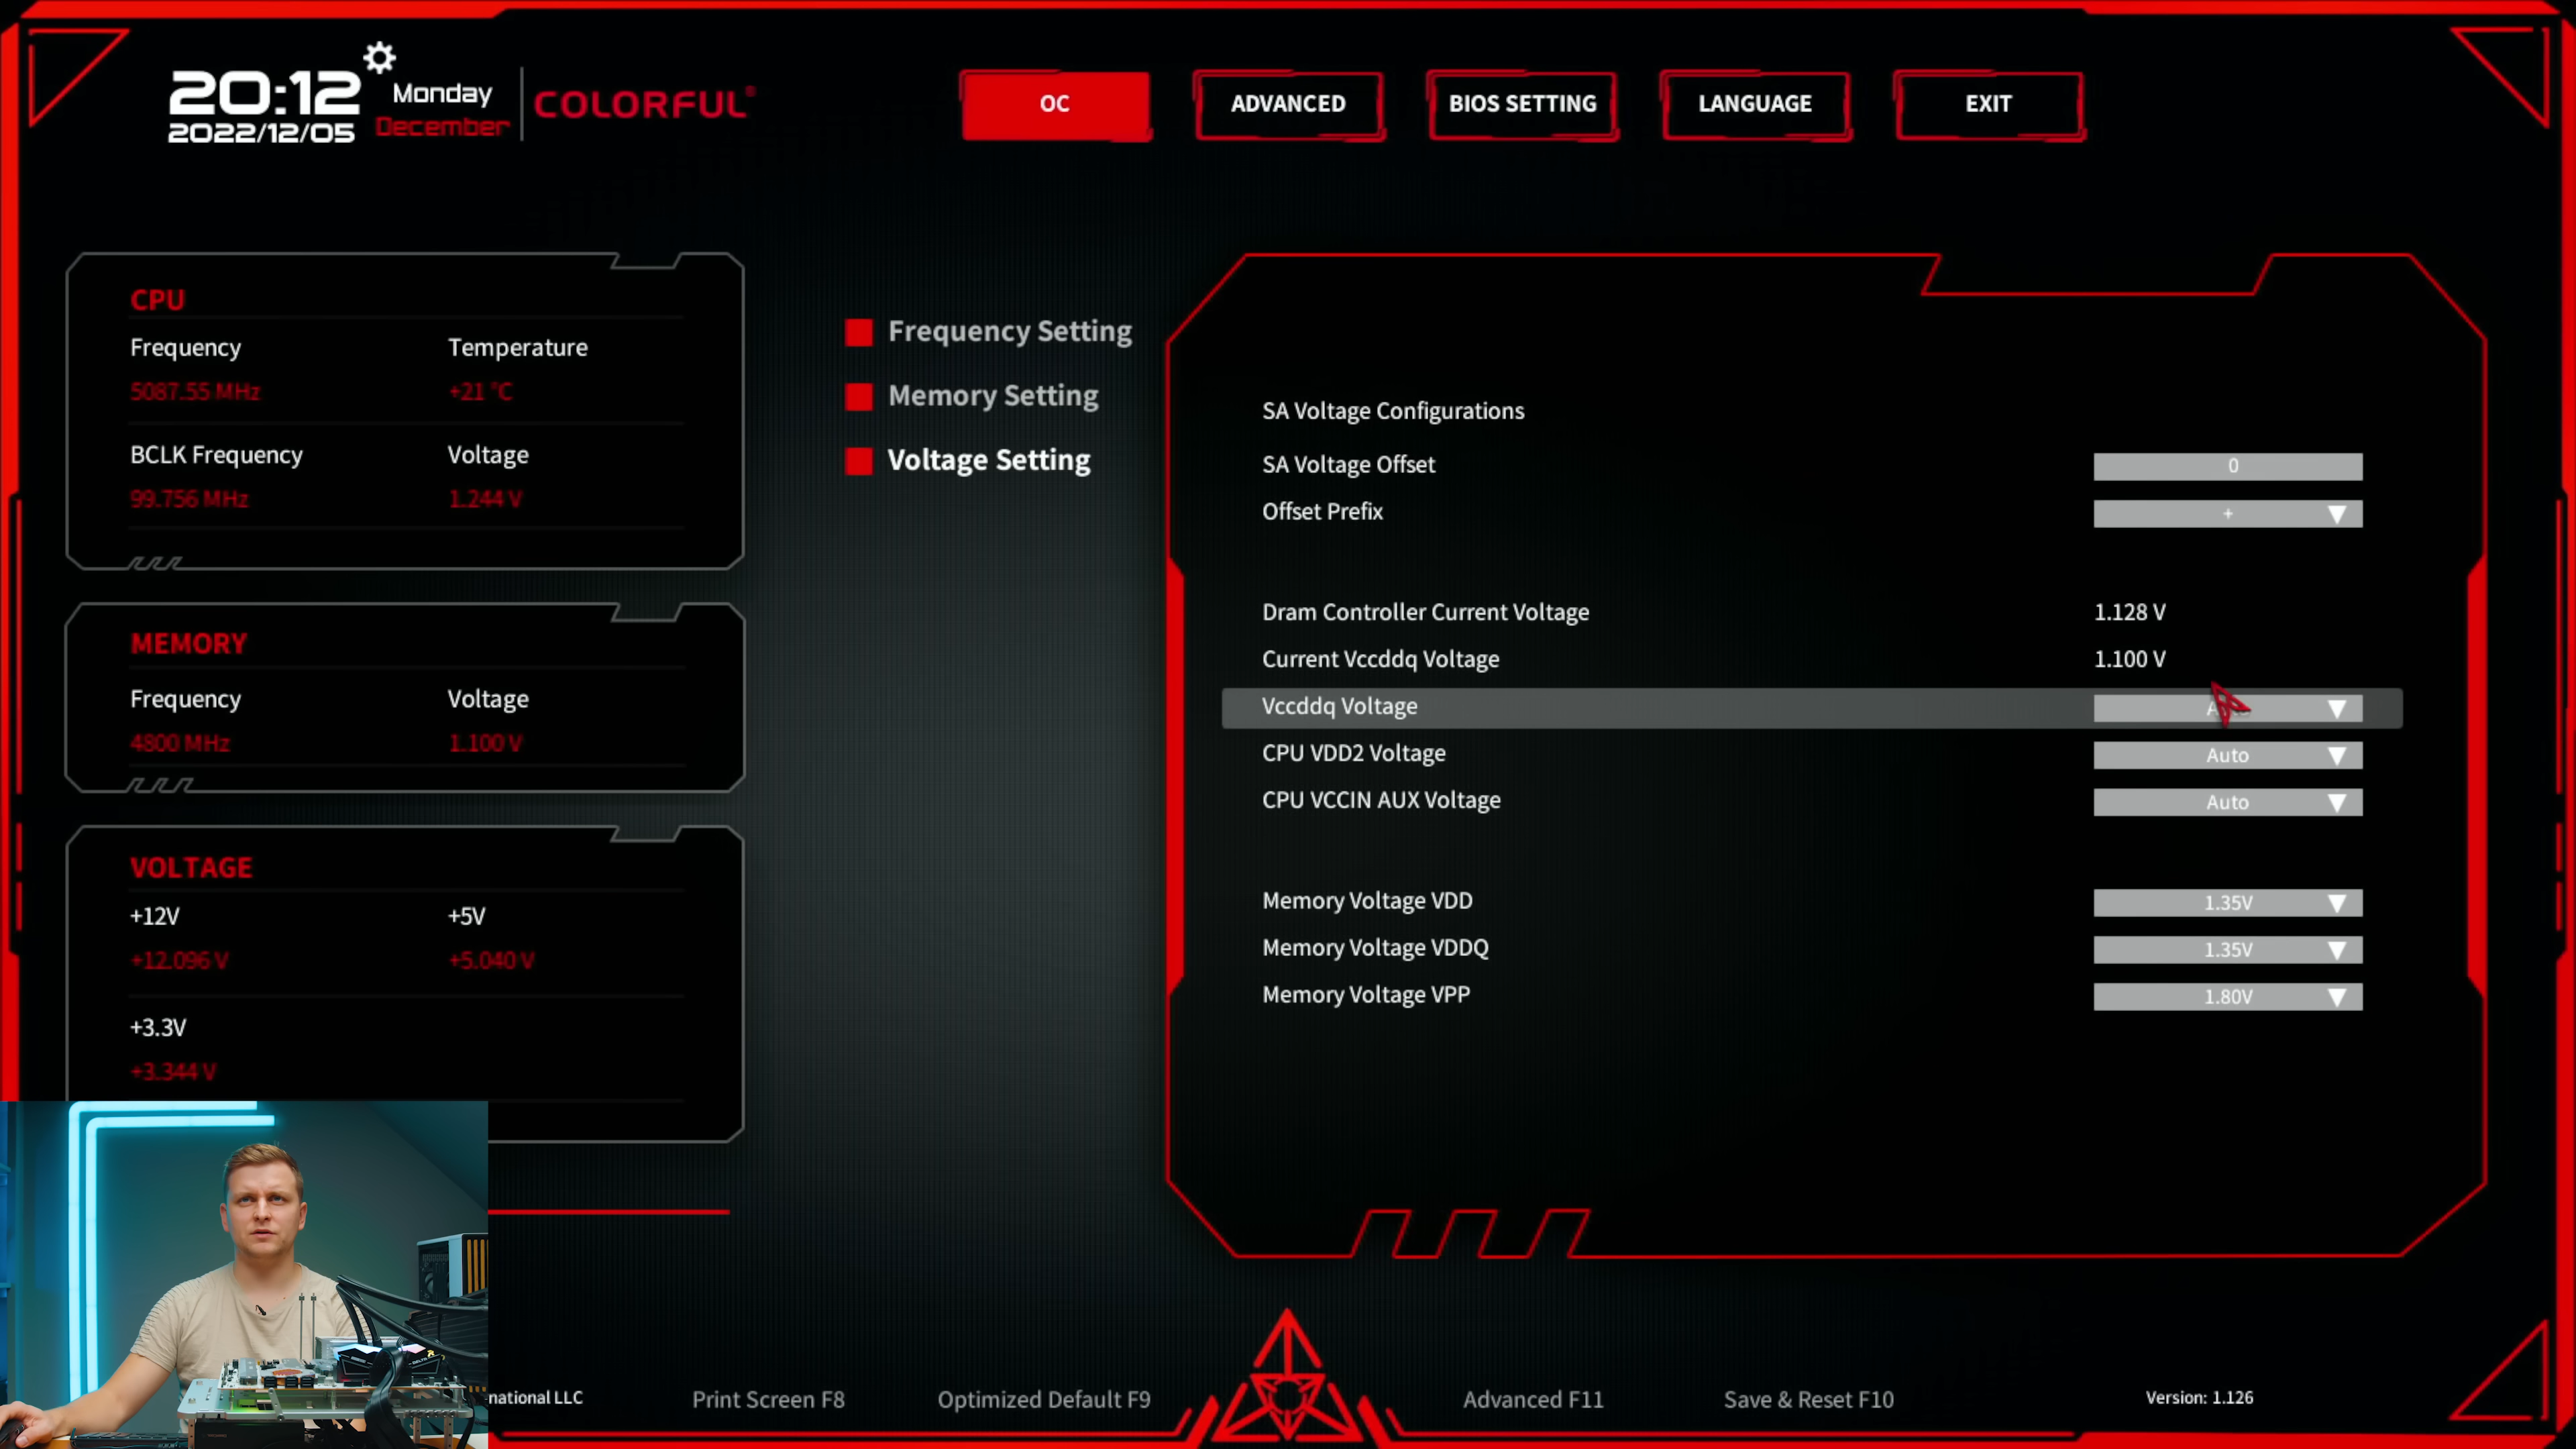 20:12
Monday
2022/12/05
December
COLORFUL®
OC
ADVANCED
BIOS SETTING
LANGUAGE
EXIT
CPU
Frequency
Temperature
5087.55 MHz
+21 °C
BCLK Frequency
Voltage
99.756 MHz
1.244 V
MEMORY
Frequency
Voltage
4800 MHz
1.100 V
VOLTAGE
+12V
+5V
+12.096 V
+5.040 V
+3.3V
+3.344 V
Frequency Setting
Memory Setting
Voltage Setting
SA Voltage Configurations
SA Voltage Offset
0
Offset Prefix
+
Dram Controller Current Voltage
1.128 V
Current Vccddq Voltage
1.100 V
Vccddq Voltage
CPU VDD2 Voltage
Auto
CPU VCCIN AUX Voltage
Auto
Memory Voltage VDD
1.35V
Memory Voltage VDDQ
1.35V
Memory Voltage VPP
1.80V
national LLC
Print Screen F8
Optimized Default F9
Advanced F11
Save & Reset F10
Version: 1.126